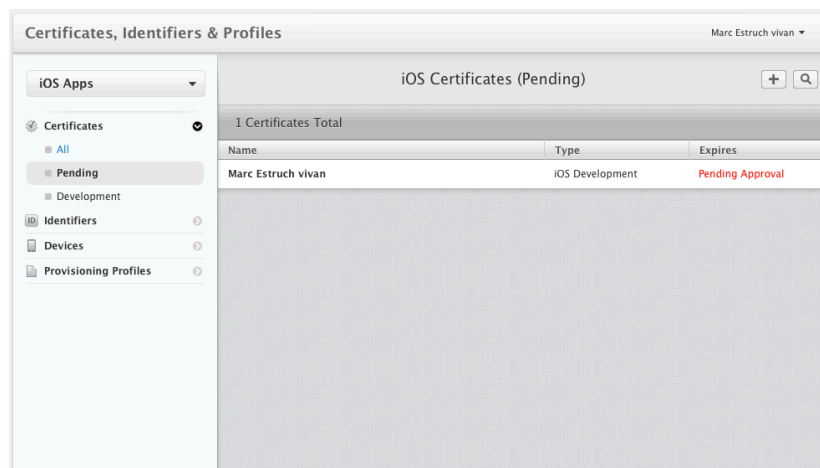 Certificates, Identifiers & Profiles
Marc Estruch vivan
iOS Apps
iOS Certificates (Pending)
Certificates
1 Certificates Total
All
Name Type Expires
Pending
Marc Estruch vivan iOS Development Pending Approval
Development
ID Identifiers
Devices
Provisioning Profiles